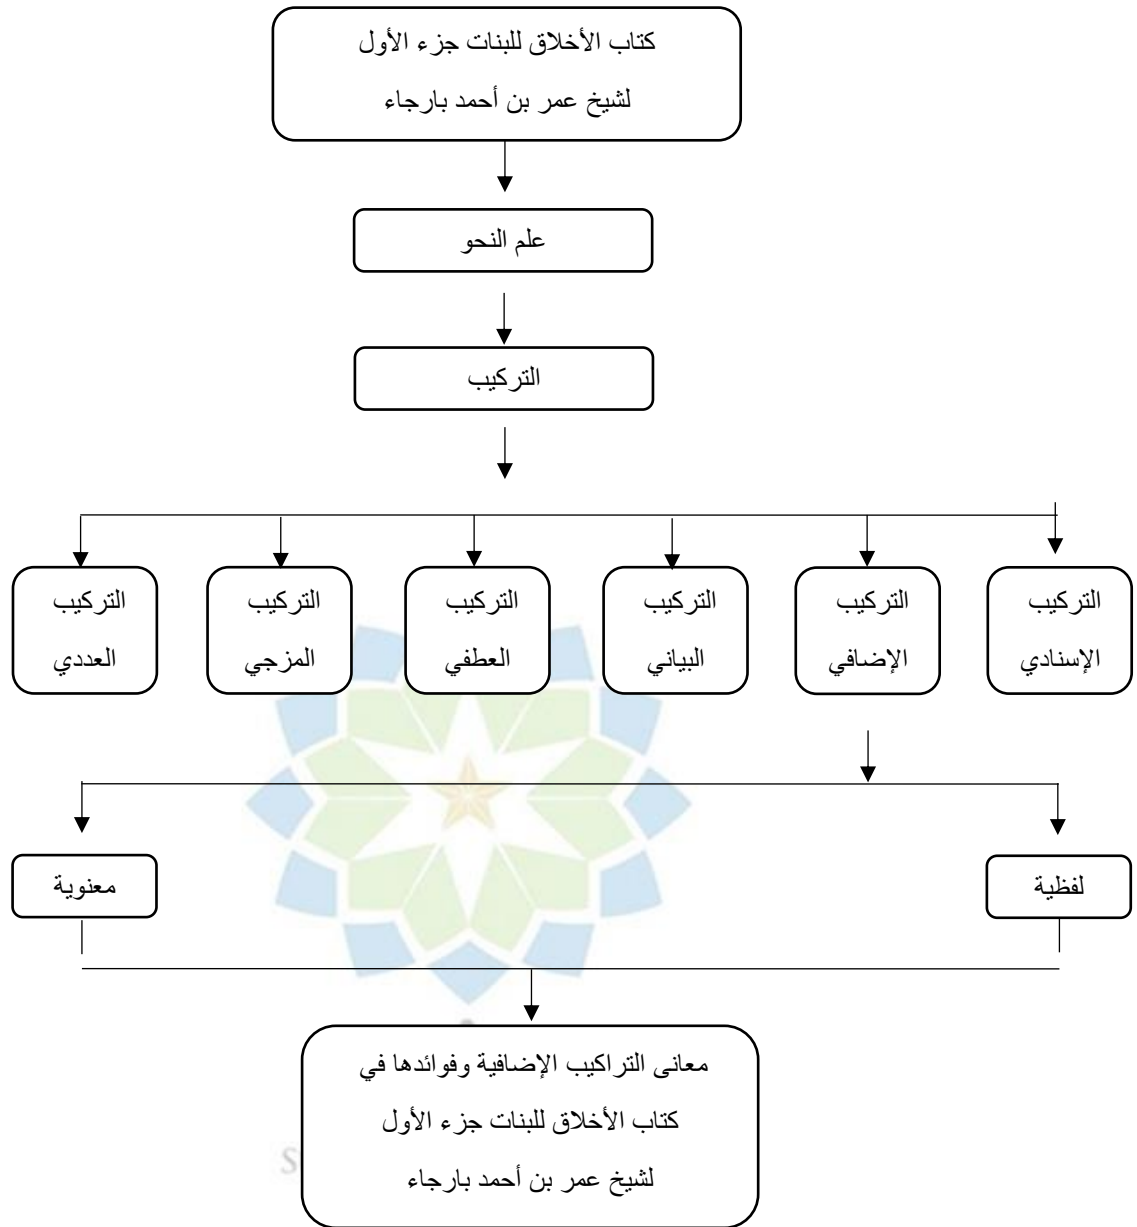 كتاب الأخلاق للبنات جزء الأول
لشيخ عمر بن أحمد بارجاء
علم النحو
التركيب
التركيب
الإسنادي
التركيب
الإضافي
التركيب
البياني
التركيب
العطفي
التركيب
المزجي
التركيب
العددي
لفظية
معنوية
معانى التراكيب الإضافية وفوائدها في
كتاب الأخلاق للبنات جزء الأول
لشيخ عمر بن أحمد بارجاء
S